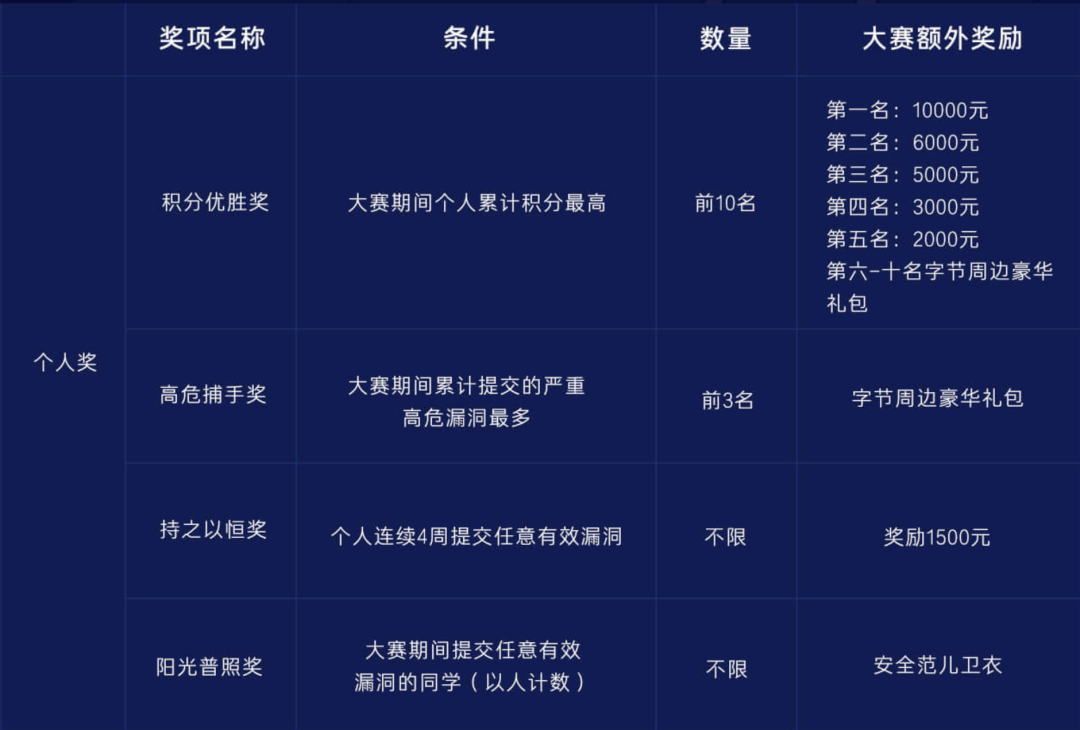 奖项名称 条件 数量 大赛额外奖励
个人奖
积分优胜奖
大赛期间个人累计积分最高
前10名
第一名：10000元
第二名：6000元
第三名：5000元
第四名：3000元
第五名：2000元
第六-十名字节周边豪华
礼包
高危捕手奖
大赛期间累计提交的严重
高危漏洞最多
前3名
字节周边豪华礼包
持之以恒奖
个人连续4周提交任意有效漏洞
不限
奖励1500元
阳光普照奖
大赛期间提交任意有效
漏洞的同学（以人计数）
不限
安全范儿卫衣